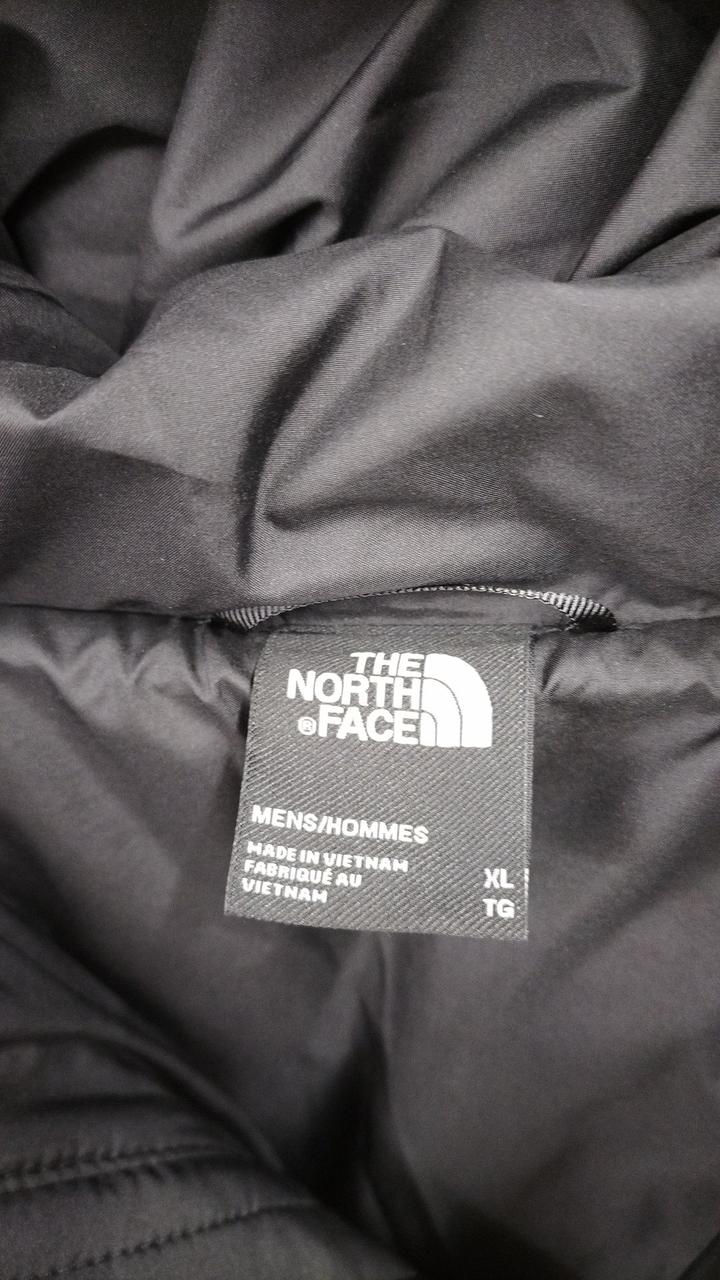 THE
NORTH
®FACE
MENS/HOMMES
MADE IN VIETNAM
FABRIQUÉ AU
VIETNAM
XL
TG